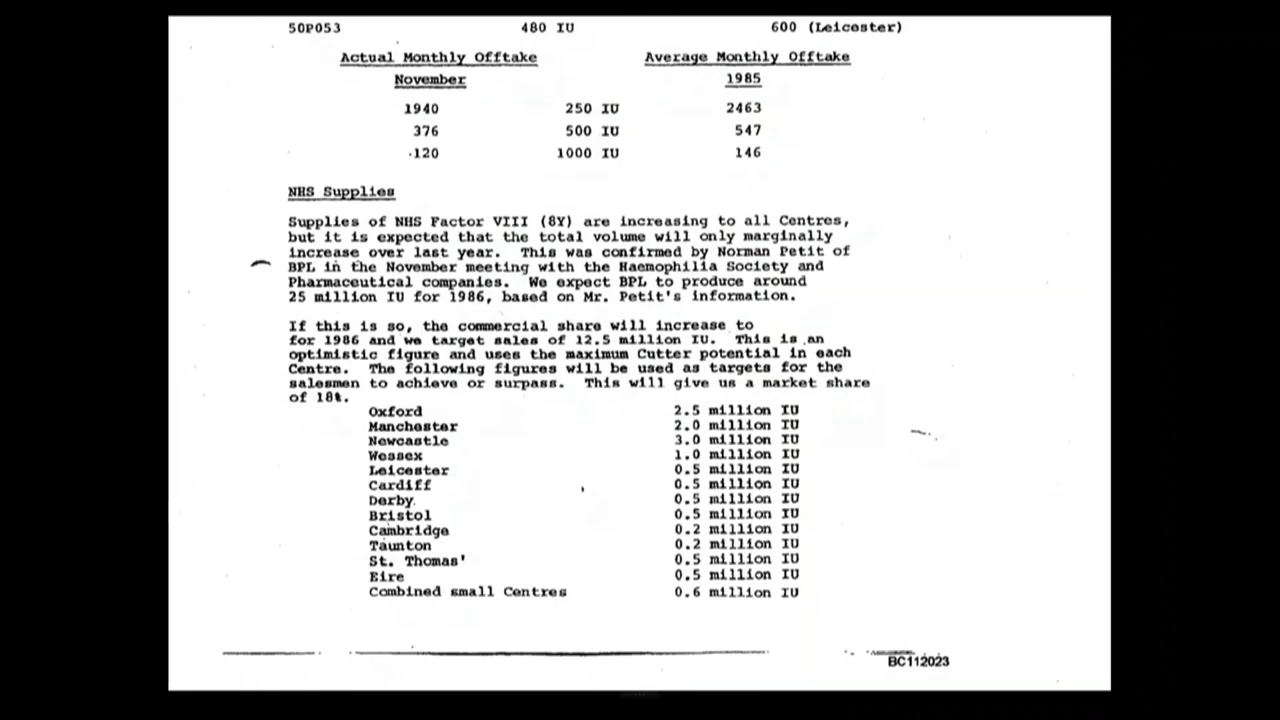 50P053 480 IU 600 (Leicester)
Actual Monthly Offtake Average Monthly Offtake
November 1985
1940 250 IU 2463
376 500 IU 547
120 1000 IU 146
NHS Supplies
Supplies of NHS Factor VIII (8Y) are increasing to all Centres,
but it is expected that the total volume will only marginally
increase over last year. This was confirmed by Norman Petit of
BPL in the November meeting with the Haemophilia Society and
Pharmaceutical companies. We expect BPL to produce around
25 million IU for 1986, based on Mr. Petit's information.
If this is so, the commercial share will increase to
for 1986 and we target sales of 12.5 million IU. This is an
optimistic figure and uses the maximum Cutter potential in each
Centre. The following figures will be used as targets for the
salesmen to achieve or surpass. This will give us a market share
of 18%.
Oxford 2.5 million IU
Manchester 2.0 million IU
Newcastle 3.0 million IU
Wessex 1.0 million IU
Leicester 0.5 million IU
Cardiff 0.5 million IU
Derby 0.5 million IU
Bristol 0.5 million IU
Cambridge 0.2 million IU
Taunton 0.2 million IU
St. Thomas' 0.5 million IU
Eire 0.5 million IU
Combined small Centres 0.6 million IU
BC112023